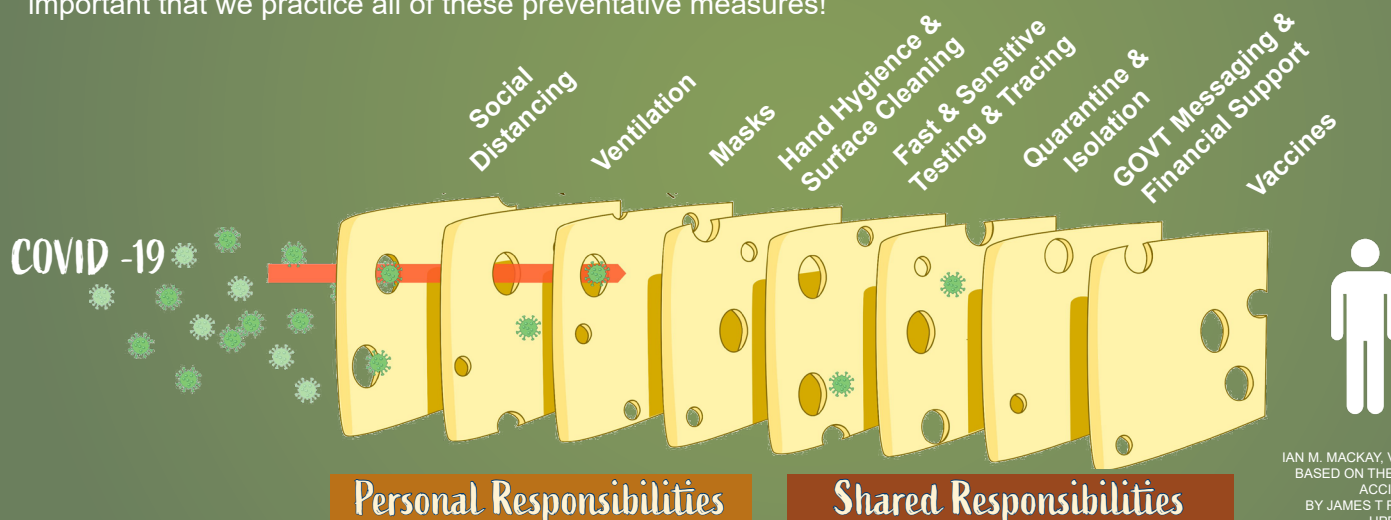 important that we practice all of these preventative measures!
Social
Distancing
Ventilation
Masks
Hand Hygience &
Surface Cleaning
Fast & Sensitive
Testing & Tracing
Quarantine &
Isolation
GOVT Messaging &
Financial Support
Vaccines
COVID -19
Personal Responsibilities
Shared Responsibilities
IAN M. MACKAY,
BASED ON THE
BY JAMES T